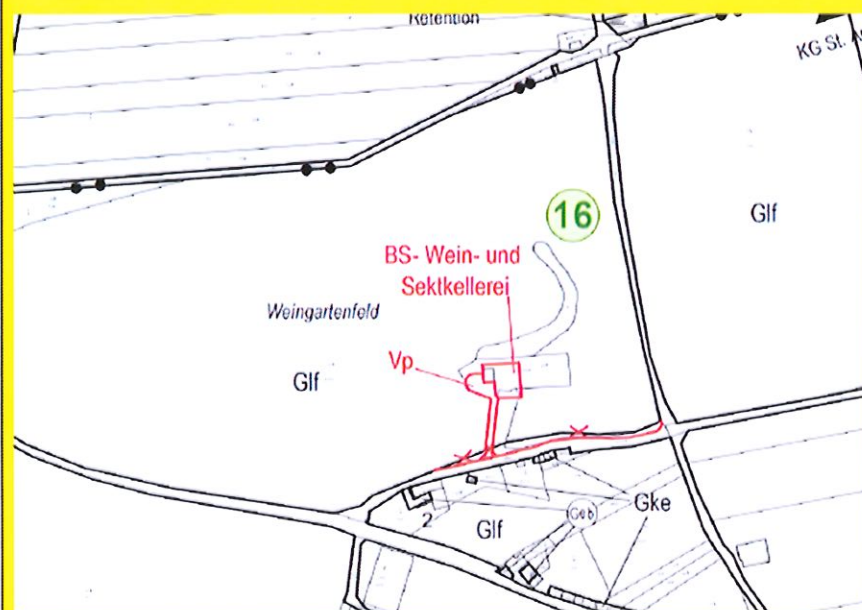 Retention
KG St.
16
Glf
BS- Wein- und
Sektkellerei
Weingartenfeld
Vp
Glf
Gke
Geb
2
Glf